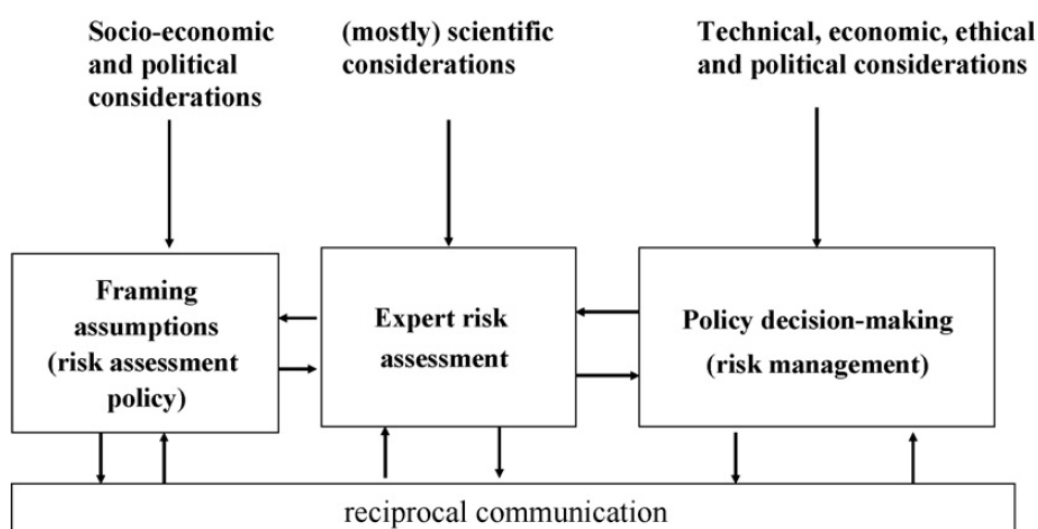 Socio-economic
and political
considerations
(mostly) scientific
considerations
Technical, economic, ethical
and political considerations
Framing
assumptions
(risk assessment
policy)
Expert risk
assessment
Policy decision-making
(risk management)
reciprocal communication